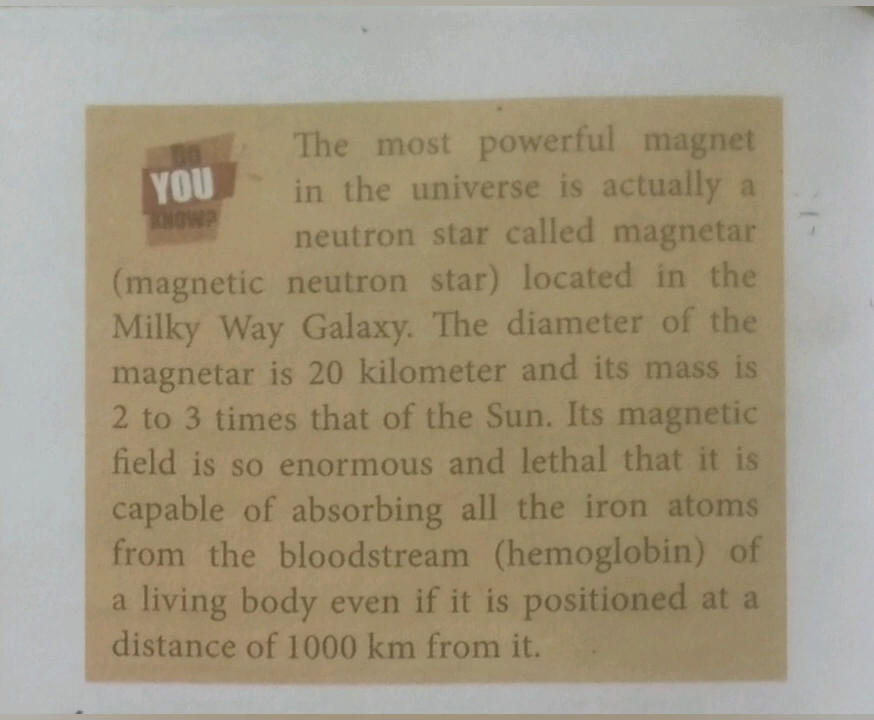 DO
YOU
KNOW?
The most powerful magnet
in the universe is actually a
neutron star called magnetar
(magnetic neutron star) located in the
Milky Way Galaxy. The diameter of the
magnetar is 20 kilometer and its mass is
2 to 3 times that of the Sun. Its magnetic
field is so enormous and lethal that it is
capable of absorbing all the iron atoms
from the bloodstream (hemoglobin) of
a living body even if it is positioned at a
distance of 1000 km from it.